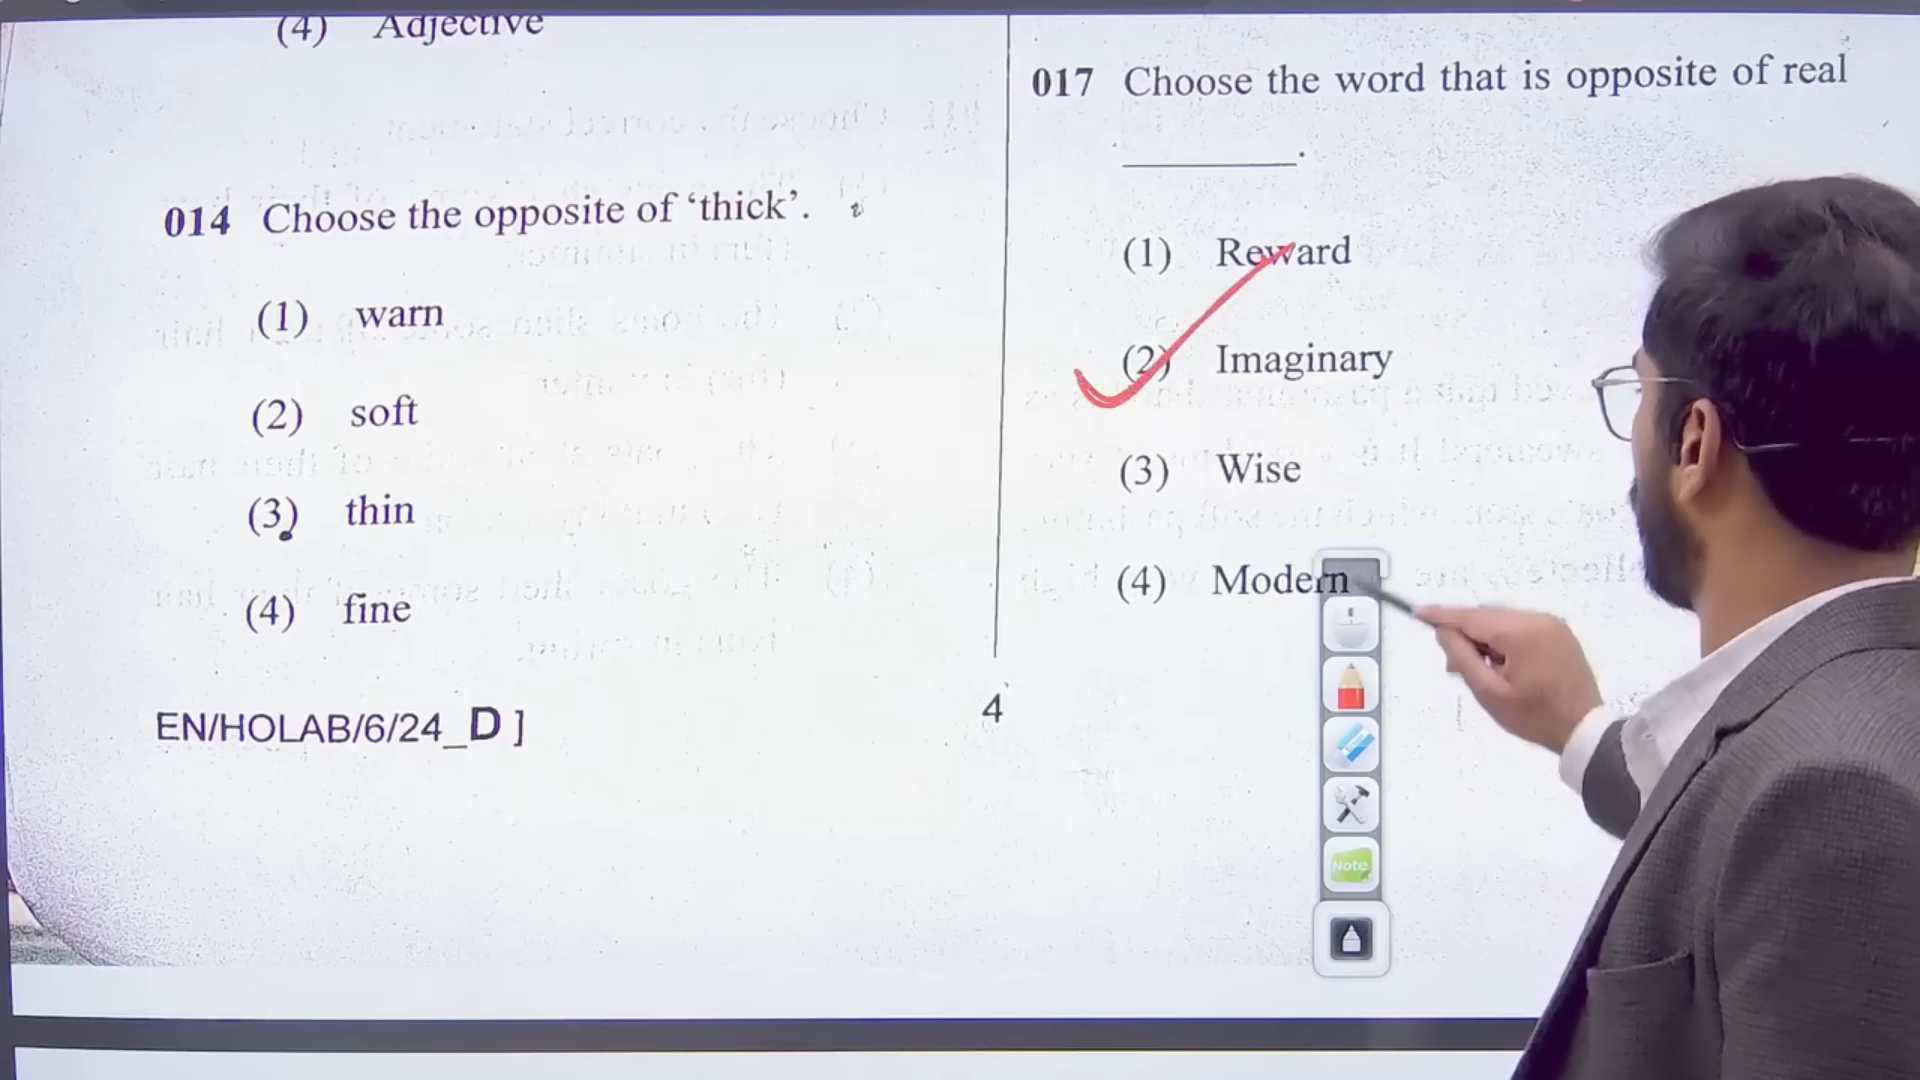 (4) Adjective
014 Choose the opposite of ‘thick’.
(1) warn
(2) soft
(3) thin
(4) fine
EN/HOLAB/6/24_D ]
4
017 Choose the word that is opposite of real
__________.
(1) Reward
(2) Imaginary
(3) Wise
(4) Modern
Note